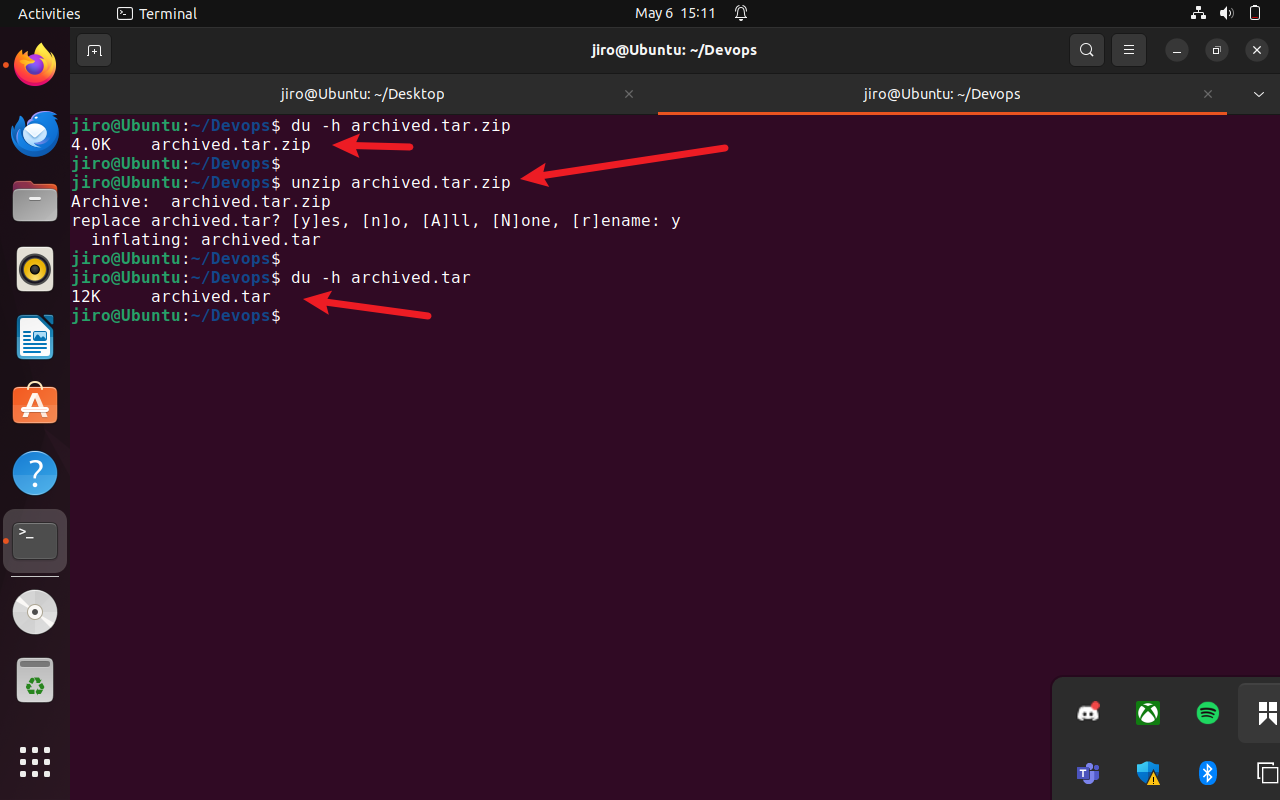 Activities
Terminal
May 6 15:11
jiro@Ubuntu: ~/Devops
jiro@Ubuntu: ~/Desktop
jiro@Ubuntu: ~/Devops
jiro@Ubuntu:~/Devops$ du -h archived.tar.zip
4.0K    archived.tar.zip
jiro@Ubuntu:~/Devops$
jiro@Ubuntu:~/Devops$ unzip archived.tar.zip
Archive:  archived.tar.zip
replace archived.tar? [y]es, [n]o, [A]ll, [N]one, [r]ename: y
  inflating: archived.tar
jiro@Ubuntu:~/Devops$
jiro@Ubuntu:~/Devops$ du -h archived.tar
12K     archived.tar
jiro@Ubuntu:~/Devops$